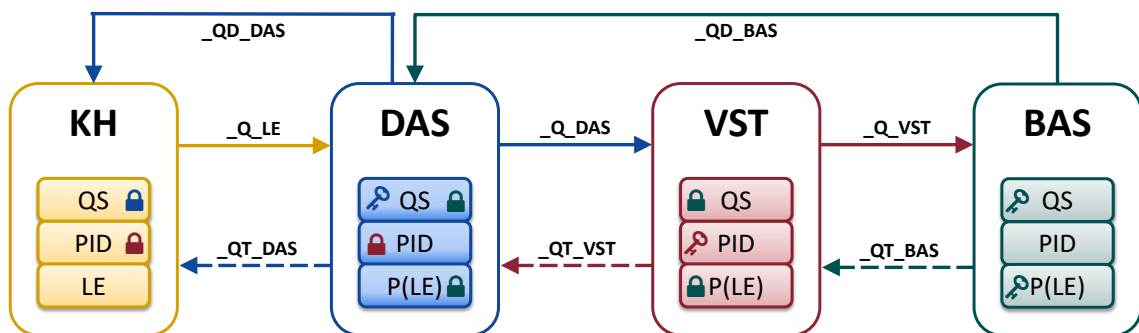 _QD_DAS
_QD_BAS
KH
_Q_LE
DAS
_Q_DAS
VST
_Q_VST
BAS
QS
QS
QS
QS
PID
PID
PID
PID
_QT_DAS
_QT_VST
_QT_BAS
LE
P(LE)
P(LE)
P(LE)